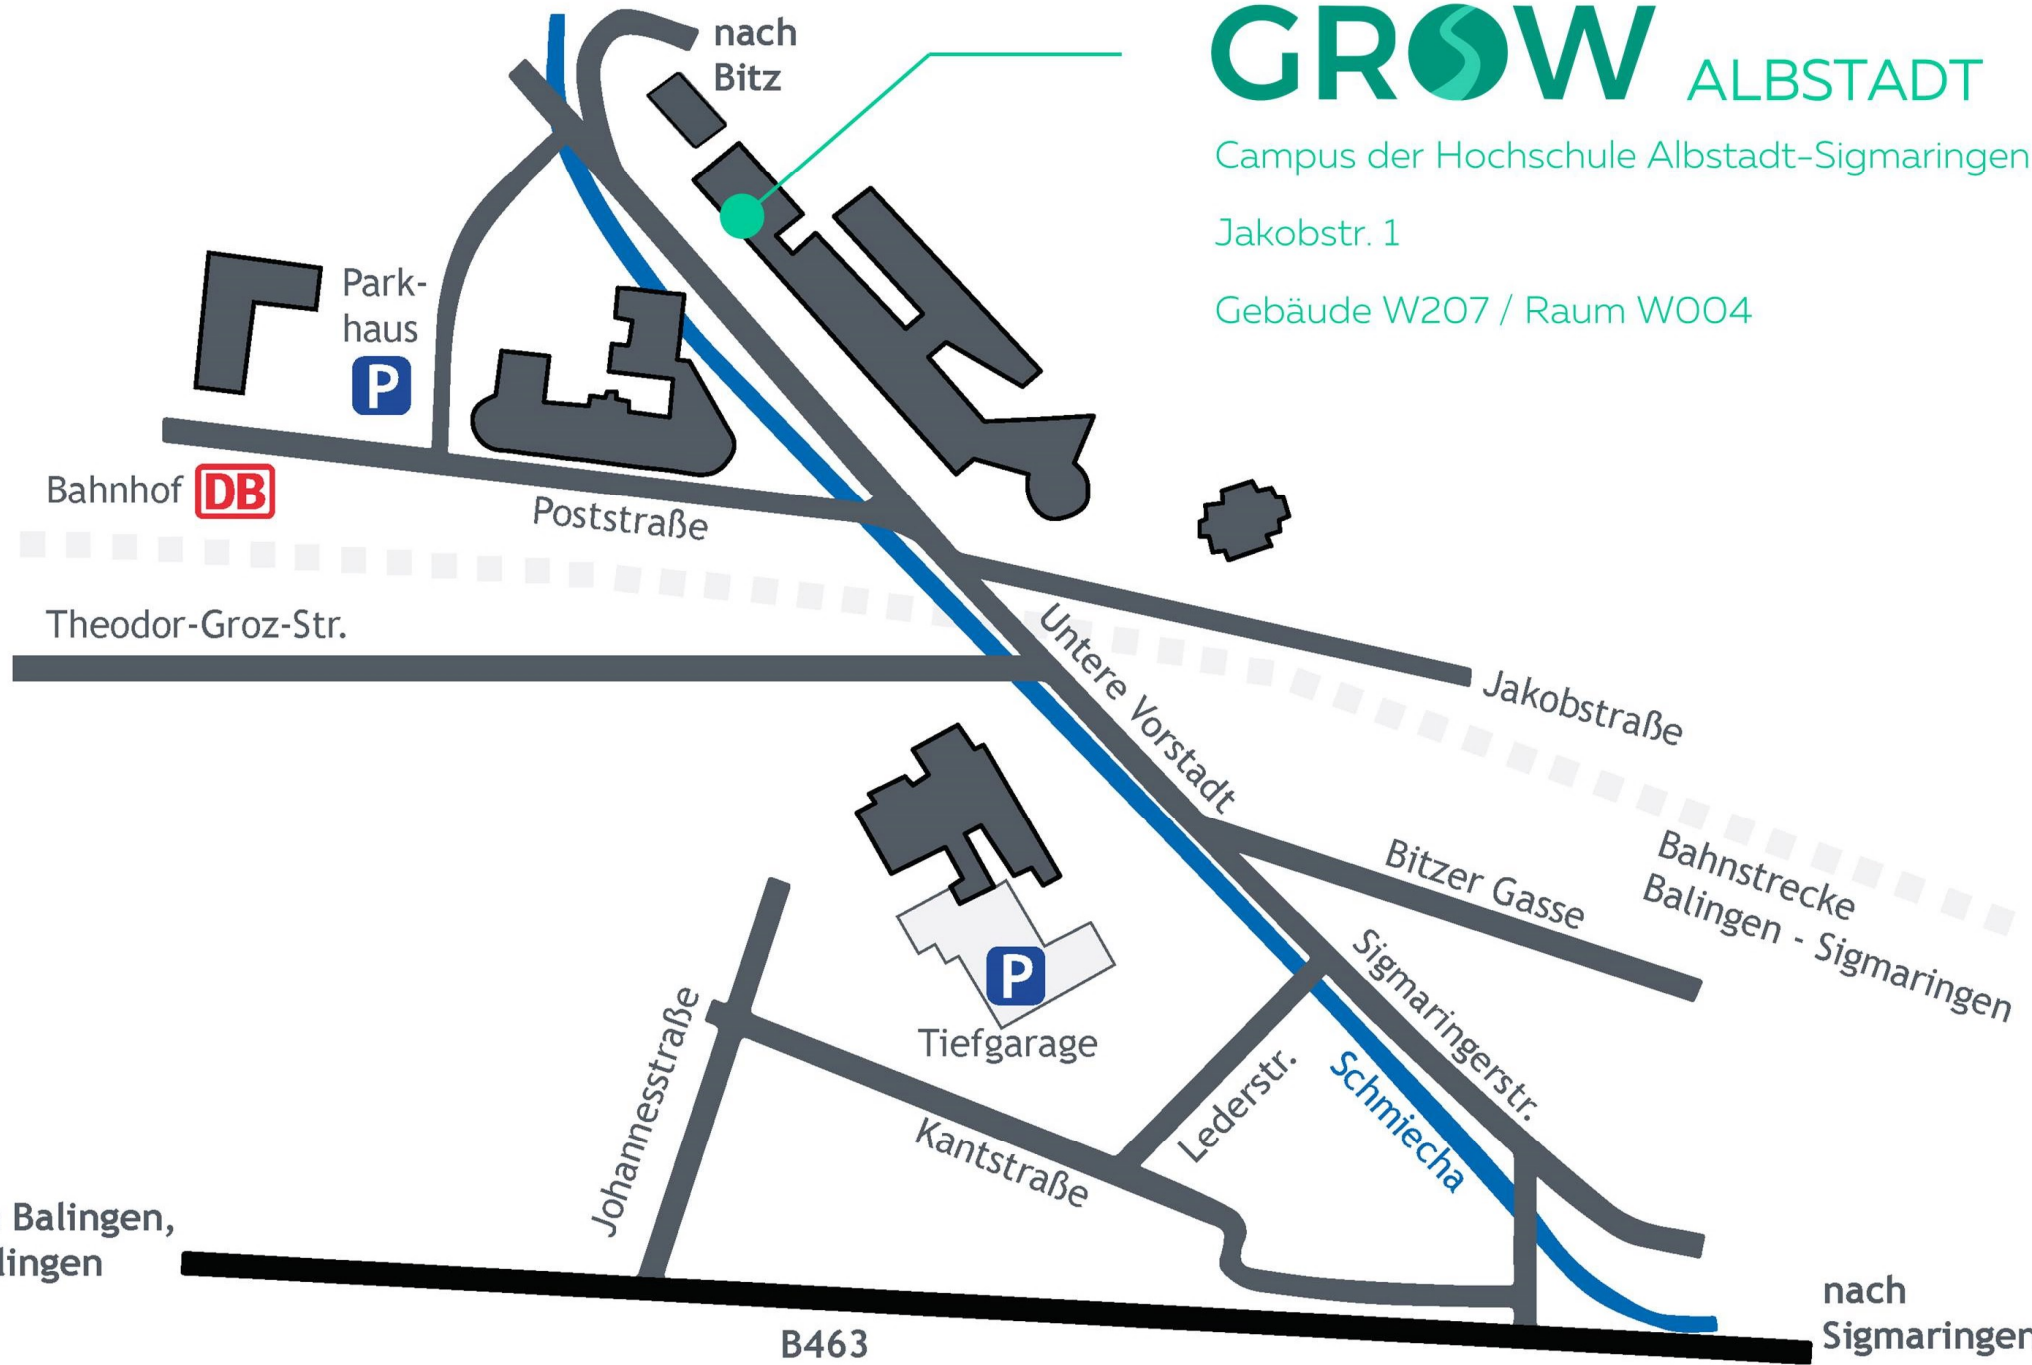 nach
Bitz
GROW ALBSTADT
Campus der Hochschule Albstadt-Sigmaringen
Jakobstr. 1
Gebäude W207 / Raum W004
Park-
haus
P
Bahnhof DB
Poststraße
Theodor-Groz-Str.
Untere Vorstadt
Jakobstraße
Bitzer Gasse
Bahnstrecke
Balingen - Sigmaringen
Sigmaringerstr.
P
Tiefgarage
Johannesstraße
Kantstraße
Lederstr.
Schmiecha
Balingen,
lingen
B463
nach
Sigmaringen